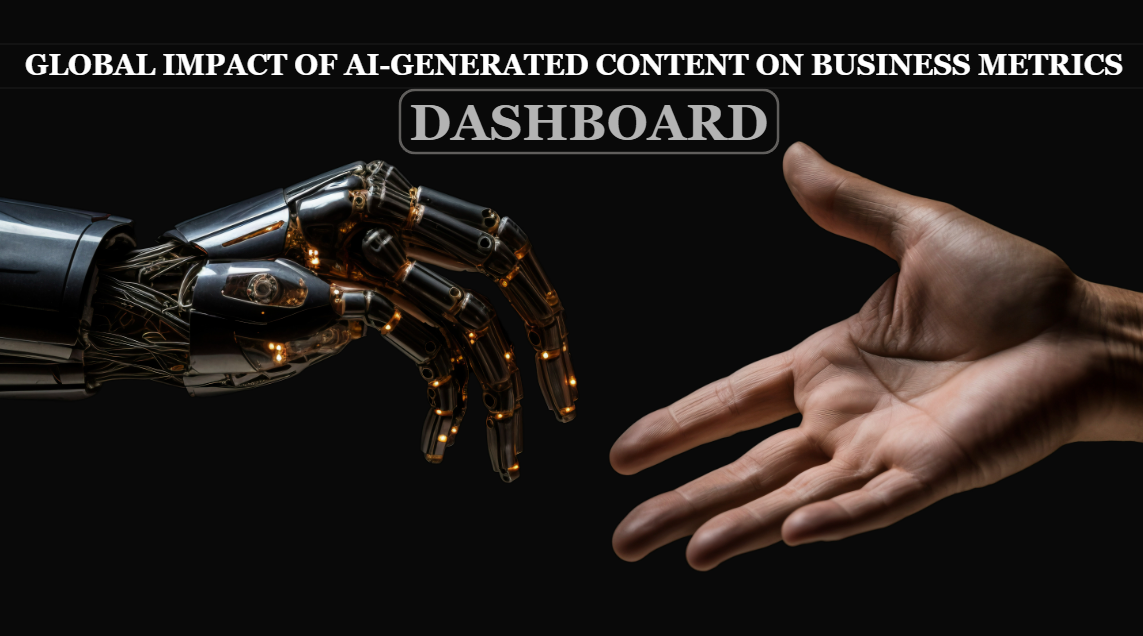 GLOBAL IMPACT OF AI-GENERATED CONTENT ON BUSINESS METRICS
DASHBOARD